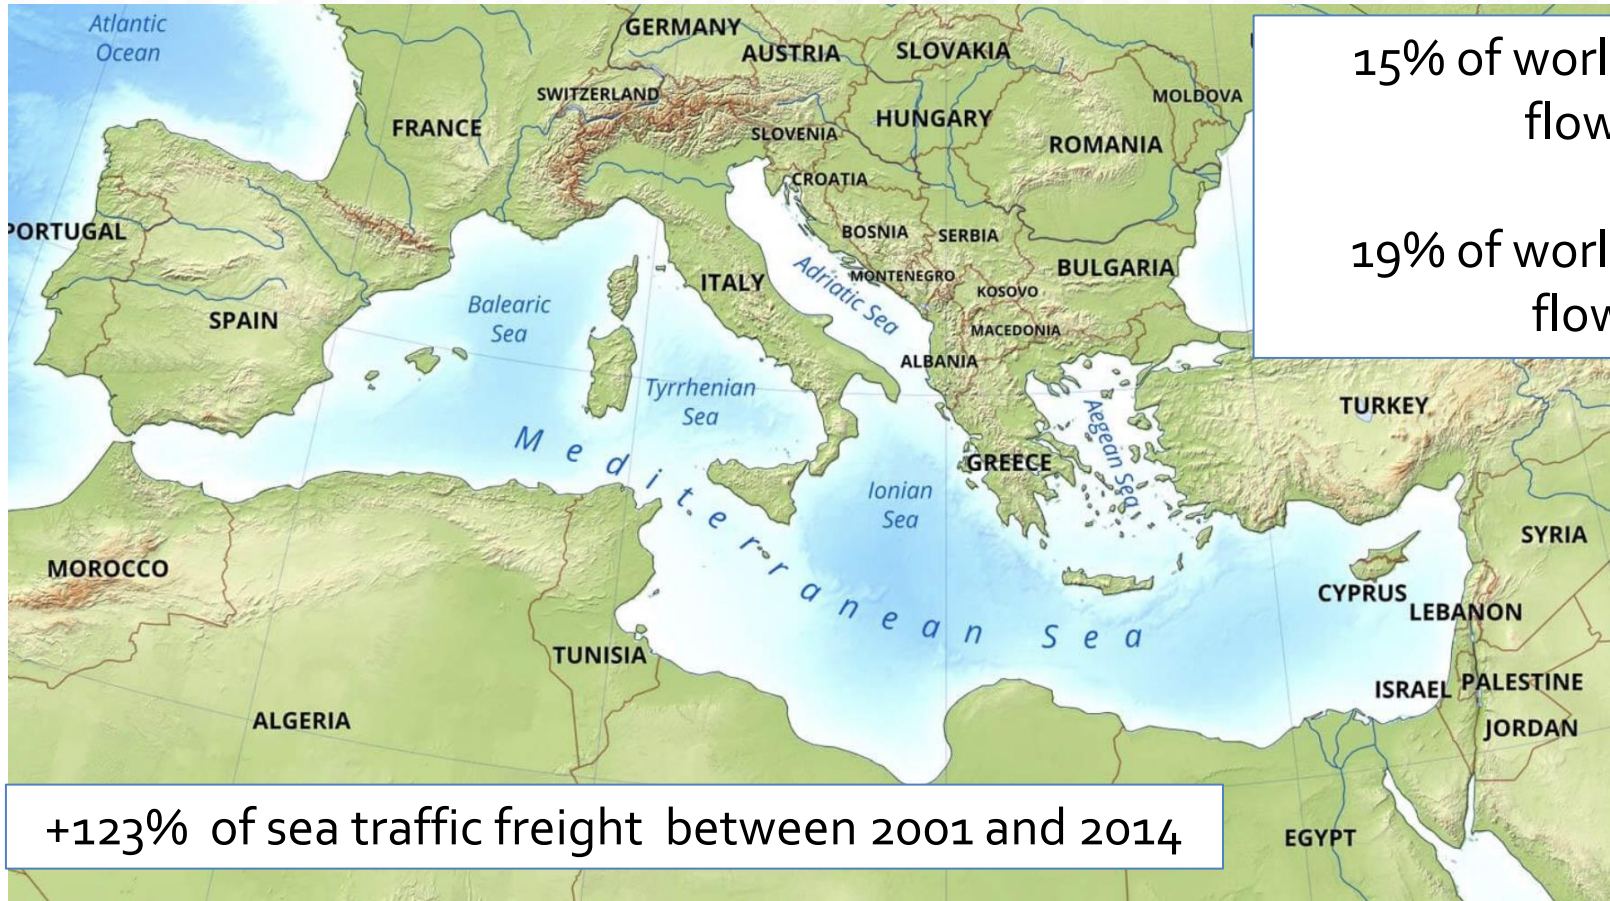 Atlantic
Ocean
GERMANY
AUSTRIA
SLOVAKIA
SWITZERLAND
MOLDOVA
FRANCE
HUNGARY
SLOVENIA
ROMANIA
CROATIA
PORTUGAL
BOSNIA
SERBIA
ITALY
Adriatic Sea
MONTENEGRO
BULGARIA
KOSOVO
Balearic
Sea
SPAIN
MACEDONIA
ALBANIA
Tyrrhenian
Sea
TURKEY
Aegean Sea
GREECE
Ionian
Sea
Mediterranean Sea
MOROCCO
SYRIA
CYPRUS
LEBANON
TUNISIA
ISRAEL
PALESTINE
ALGERIA
JORDAN
EGYPT
15% of worl
flow
19% of worl
flow
+123% of sea traffic freight between 2001 and 2014